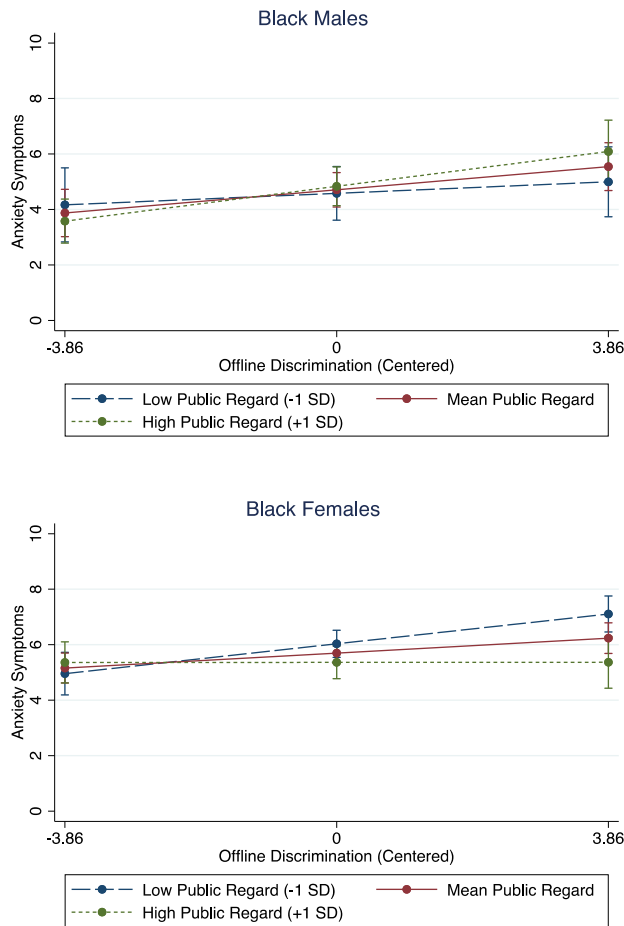 Black Males
10
8
6
4
2
0
Anxiety Symptoms
-3.86 0 3.86
Offline Discrimination (Centered)
Low Public Regard (-1 SD) Mean Public Regard
High Public Regard (+1 SD)
Black Females
10
8
6
4
2
0
Anxiety Symptoms
-3.86 0 3.86
Offline Discrimination (Centered)
Low Public Regard (-1 SD) Mean Public Regard
High Public Regard (+1 SD)